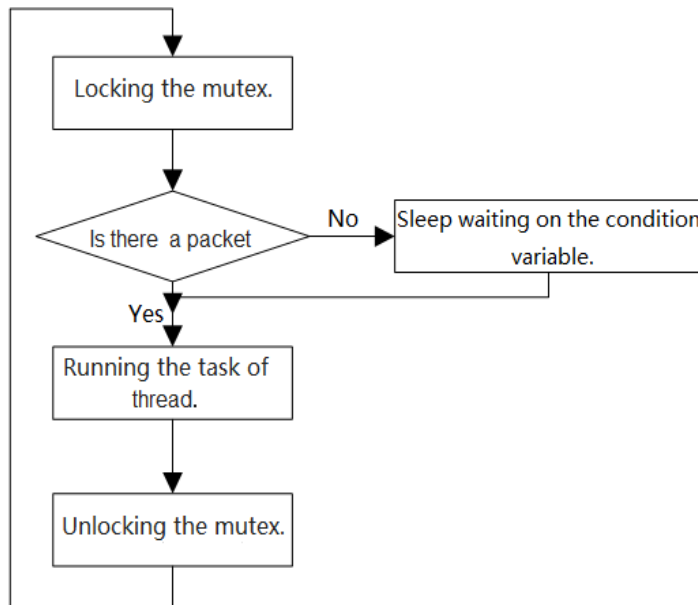 Locking the mutex.
Is there a packet
No
Sleep waiting on the condition
variable.
Yes
Running the task of
thread.
Unlocking the mutex.